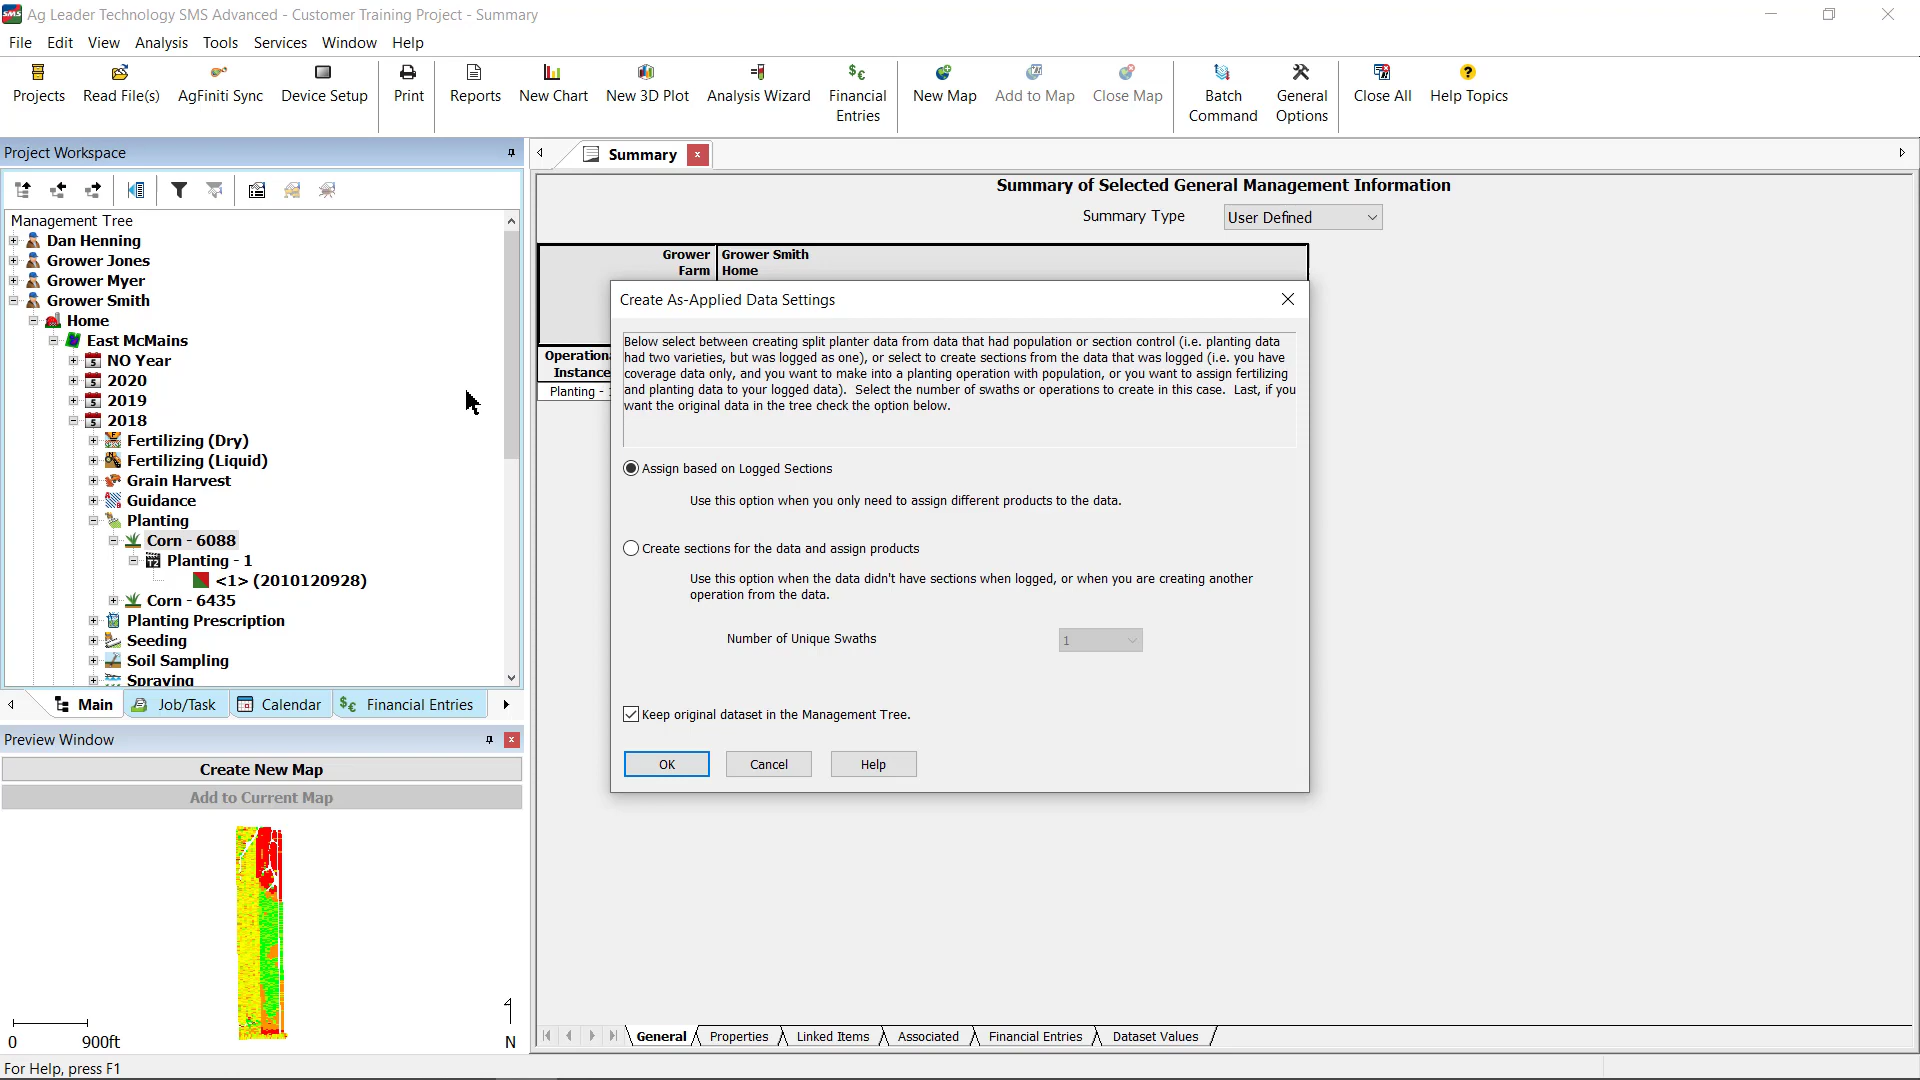 Ag Leader Technology SMS Advanced - Customer Training Project - Summary
File Edit View Analysis Tools Services Window Help
Projects Read File(s) AgFiniti Sync Device Setup Print Reports New Chart New 3D Plot Analysis Wizard Financial Entries New Map Add to Map Close Map Batch Command General Options Close All Help Topics
Project Workspace
Summary
Management Tree
Dan Henning
Grower Jones
Grower Myer
Grower Smith
Home
East McMains
NO Year
2020
2019
2018
Fertilizing (Dry)
Fertilizing (Liquid)
Grain Harvest
Guidance
Planting
Corn - 6088
Planting - 1
<1> (2010120928)
Corn - 6435
Planting Prescription
Seeding
Soil Sampling
Spraying
Main Job/Task Calendar Financial Entries
Preview Window
Create New Map
Add to Current Map
0 900ft N
Summary of Selected General Management Information
Summary Type User Defined
Grower Grower Smith
Farm Home
Operation
Instance
Planting -
Create As-Applied Data Settings
Below select between creating split planter data from data that had population or section control (i.e. planting data
had two varieties, but was logged as one), or select to create sections from the data that was logged (i.e. you have
coverage data only, and you want to make into a planting operation with population, or you want to assign fertilizing
and planting data to your logged data). Select the number of swaths or operations to create in this case. Last, if you
want the original data in the tree check the option below.
Assign based on Logged Sections
Use this option when you only need to assign different products to the data.
Create sections for the data and assign products
Use this option when the data didn't have sections when logged, or when you are creating another
operation from the data.
Number of Unique Swaths 1
Keep original dataset in the Management Tree.
OK Cancel Help
General Properties Linked Items Associated Financial Entries Dataset Values
For Help, press F1